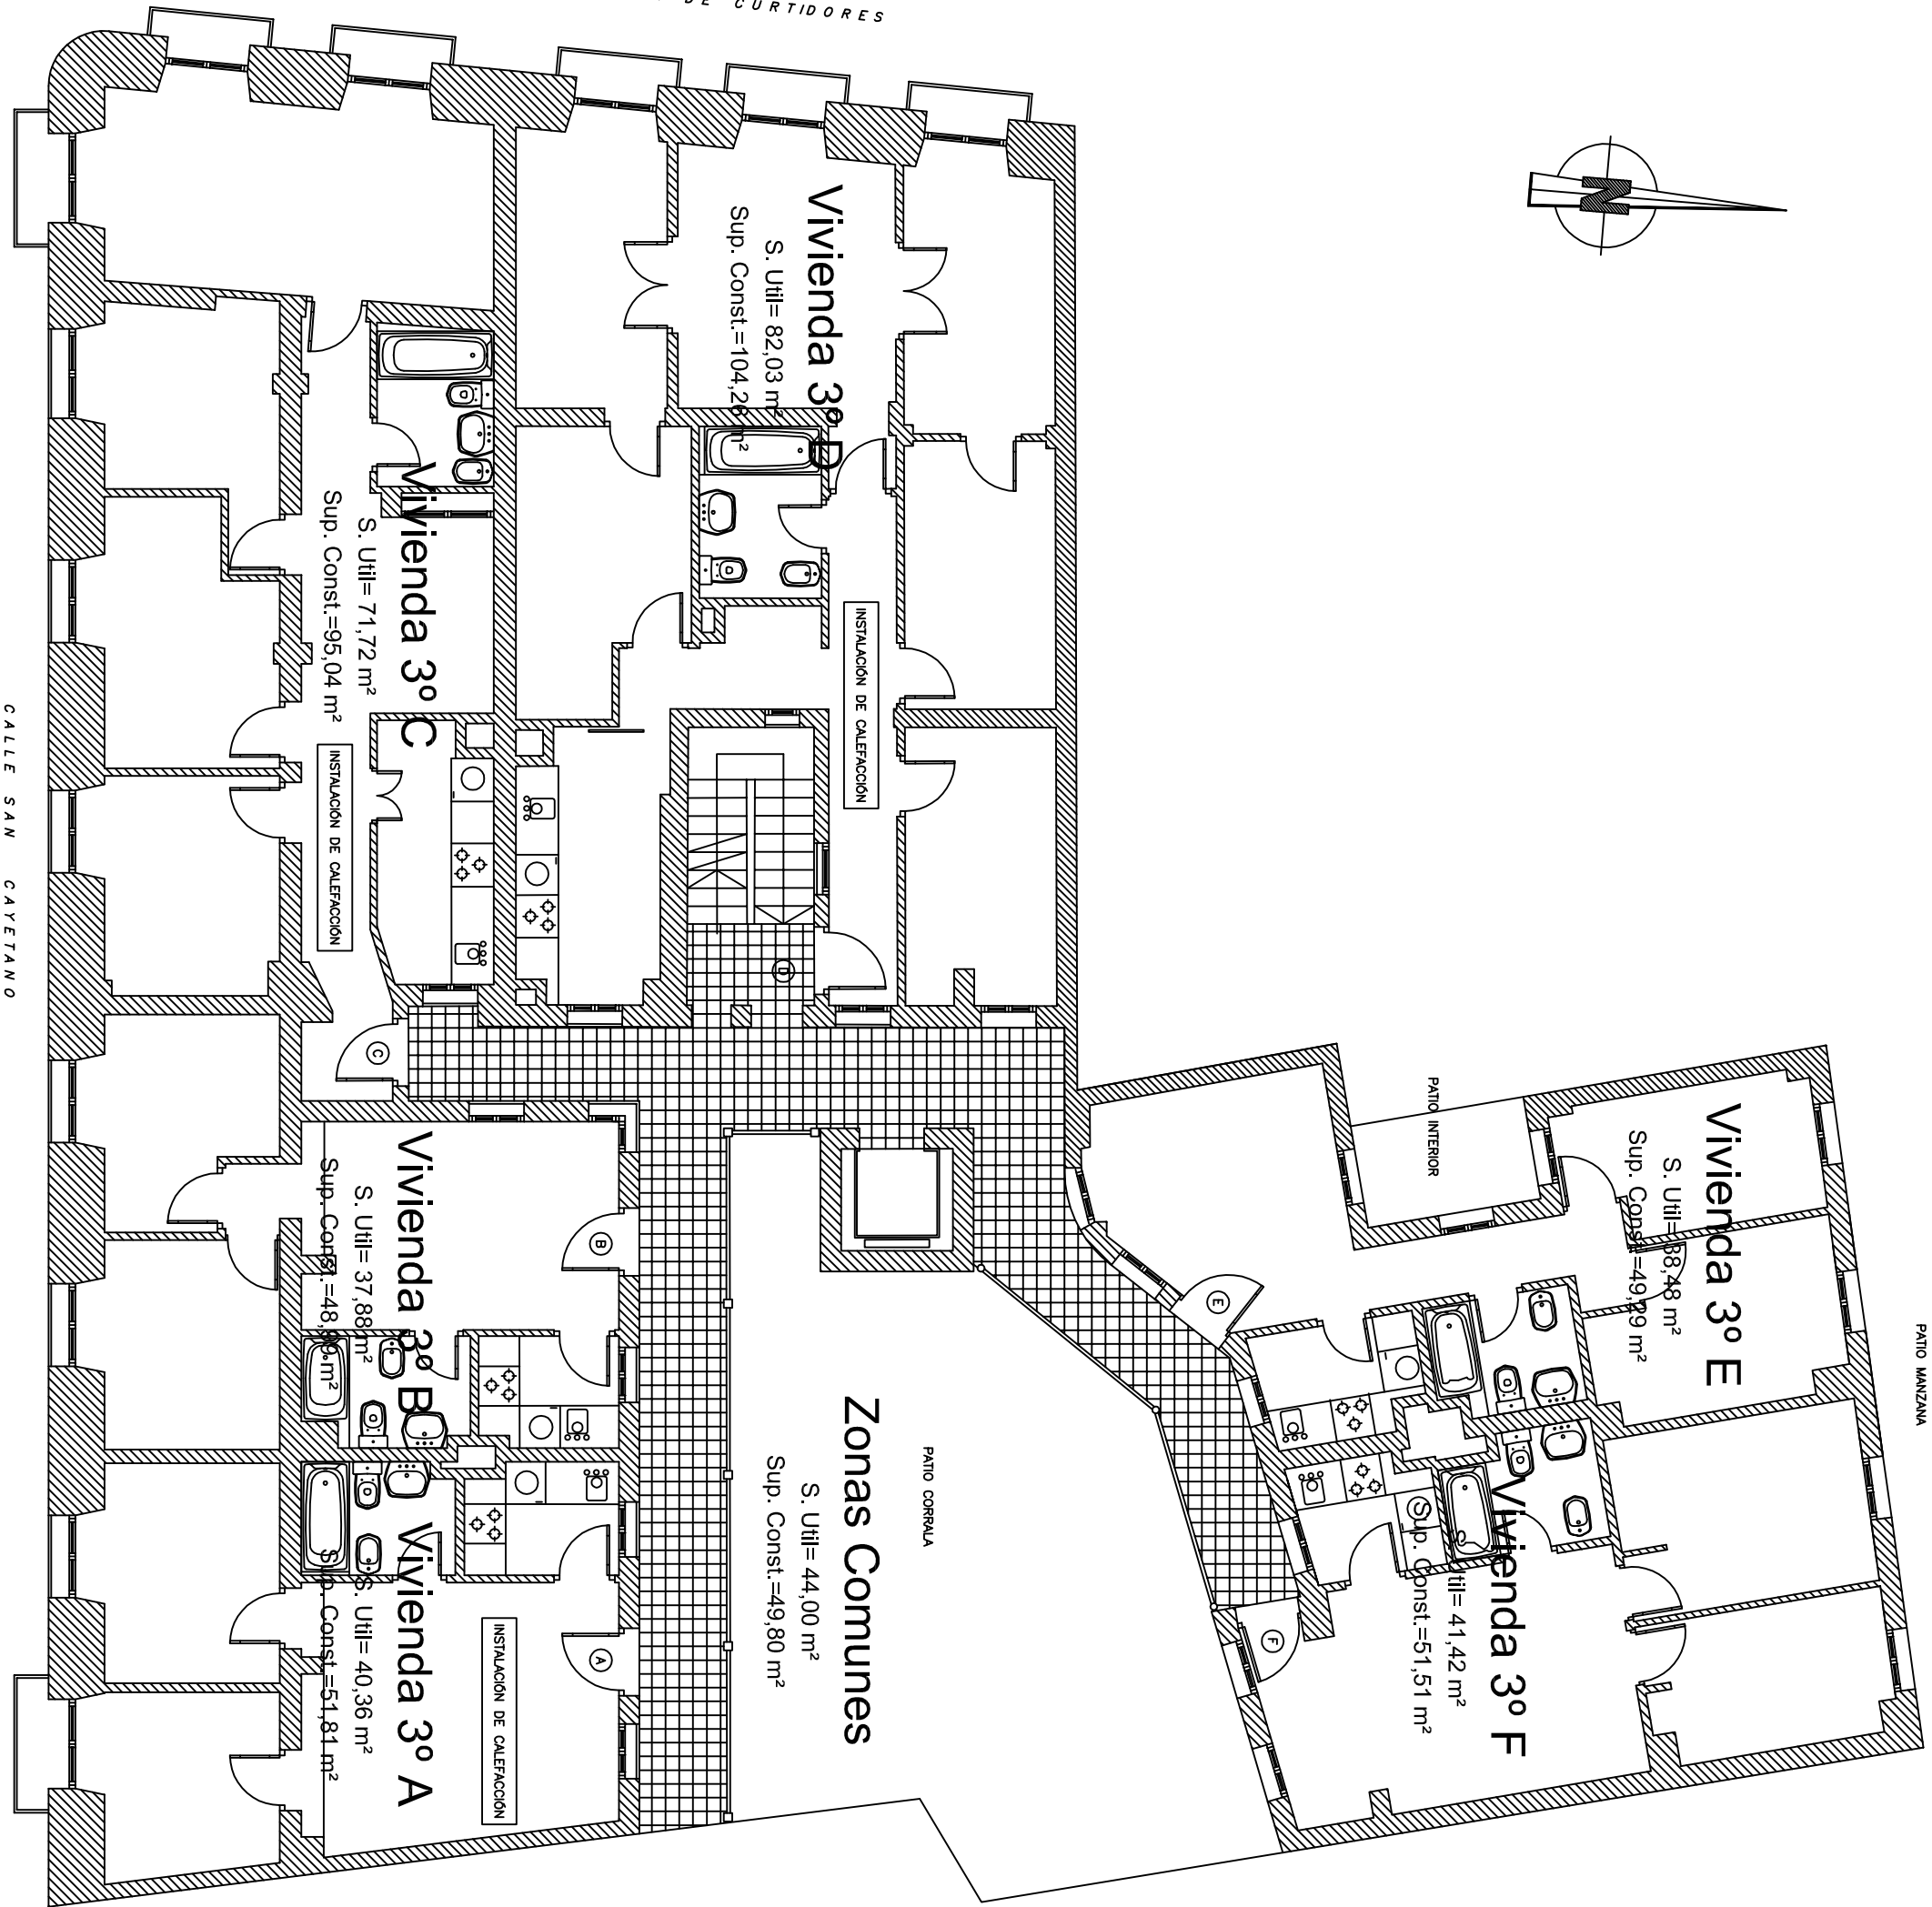 DE CURTIDORES
N
Vivienda 3º D
S. Util= 82,03 m²
Sup. Const.=104,26 m²
INSTALACIÓN DE CALEFACCIÓN
Vivienda 3º C
S. Util= 71,72 m²
Sup. Const.=95,04 m²
INSTALACIÓN DE CALEFACCIÓN
CALLE SAN CAYETANO
D
C
PATIO INTERIOR
Vivienda 3º E
S. Util=38,48 m²
Sup. Const.=49,29 m²
PATIO MANZANA
E
Vivienda 3º B
S. Util= 37,88 m²
Sup. Const.=48,99 m²
B
Zonas Comunes
S. Util= 44,00 m²
Sup. Const.=49,80 m²
PATIO CORRALA
Vivienda 3º F
Util= 41,42 m²
Sup. Const.=51,51 m²
F
Vivienda 3º A
S. Util= 40,36 m²
Sup. Const.=51,81 m²
INSTALACIÓN DE CALEFACCIÓN
A